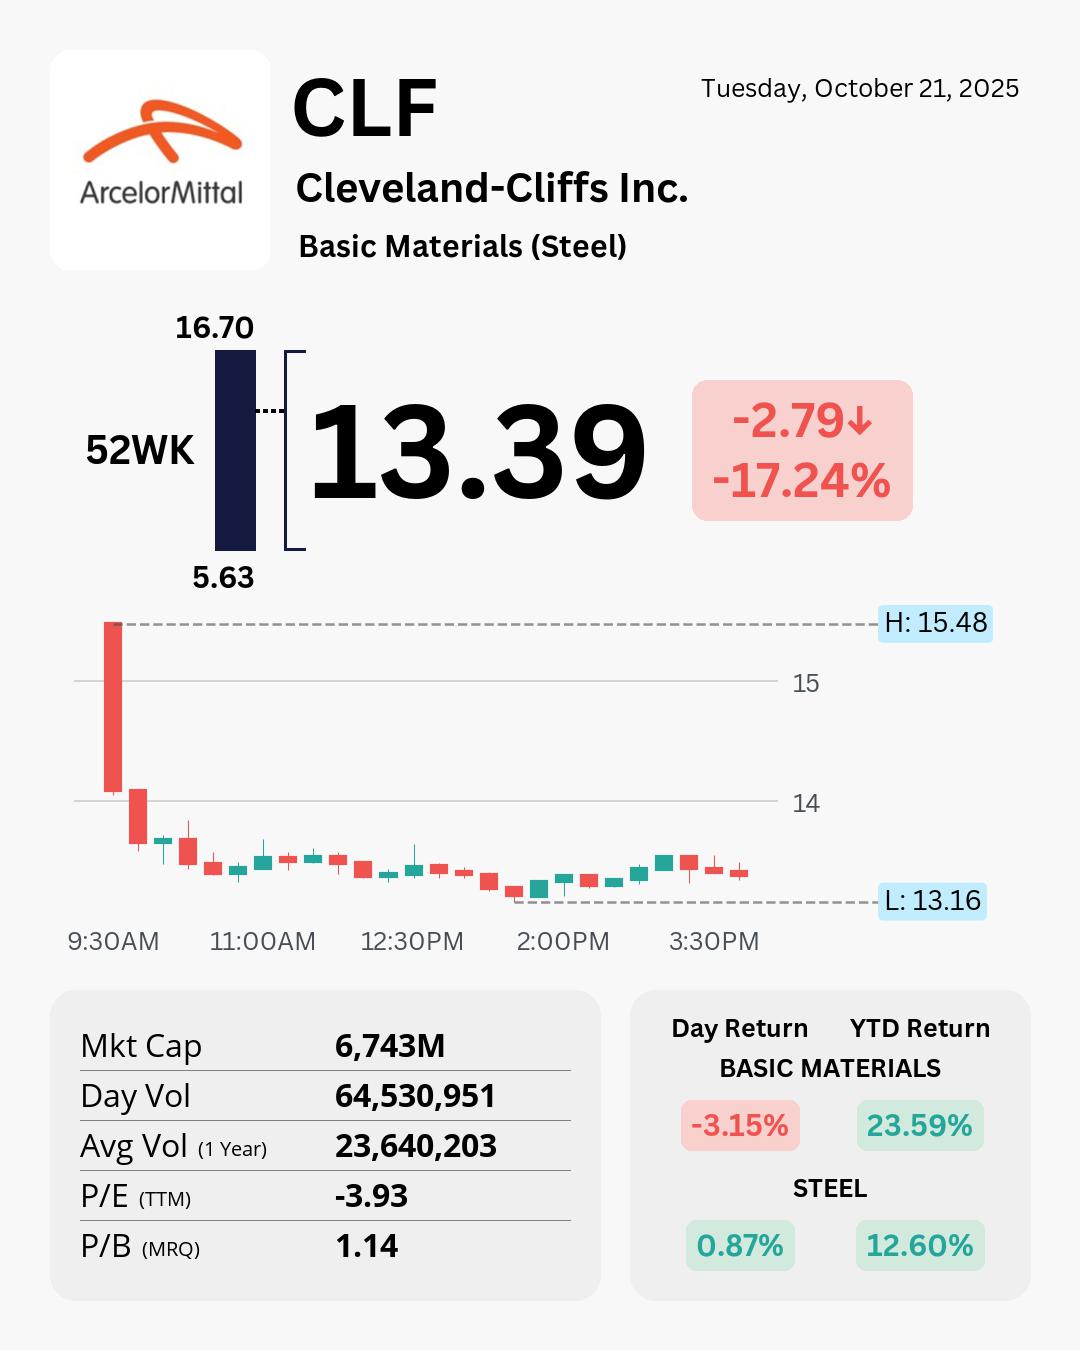 ArcelorMittal
CLF
Tuesday, October 21, 2025
Cleveland-Cliffs Inc.
Basic Materials (Steel)
16.70
52WK
13.39
-2.79↓
-17.24%
5.63
H: 15.48
15
14
L: 13.16
9:30AM 11:00AM 12:30PM 2:00PM 3:30PM
Mkt Cap 6,743M
Day Vol 64,530,951
Avg Vol (1 Year) 23,640,203
P/E (TTM) -3.93
P/B (MRQ) 1.14
Day Return YTD Return
BASIC MATERIALS
-3.15% 23.59%
STEEL
0.87% 12.60%